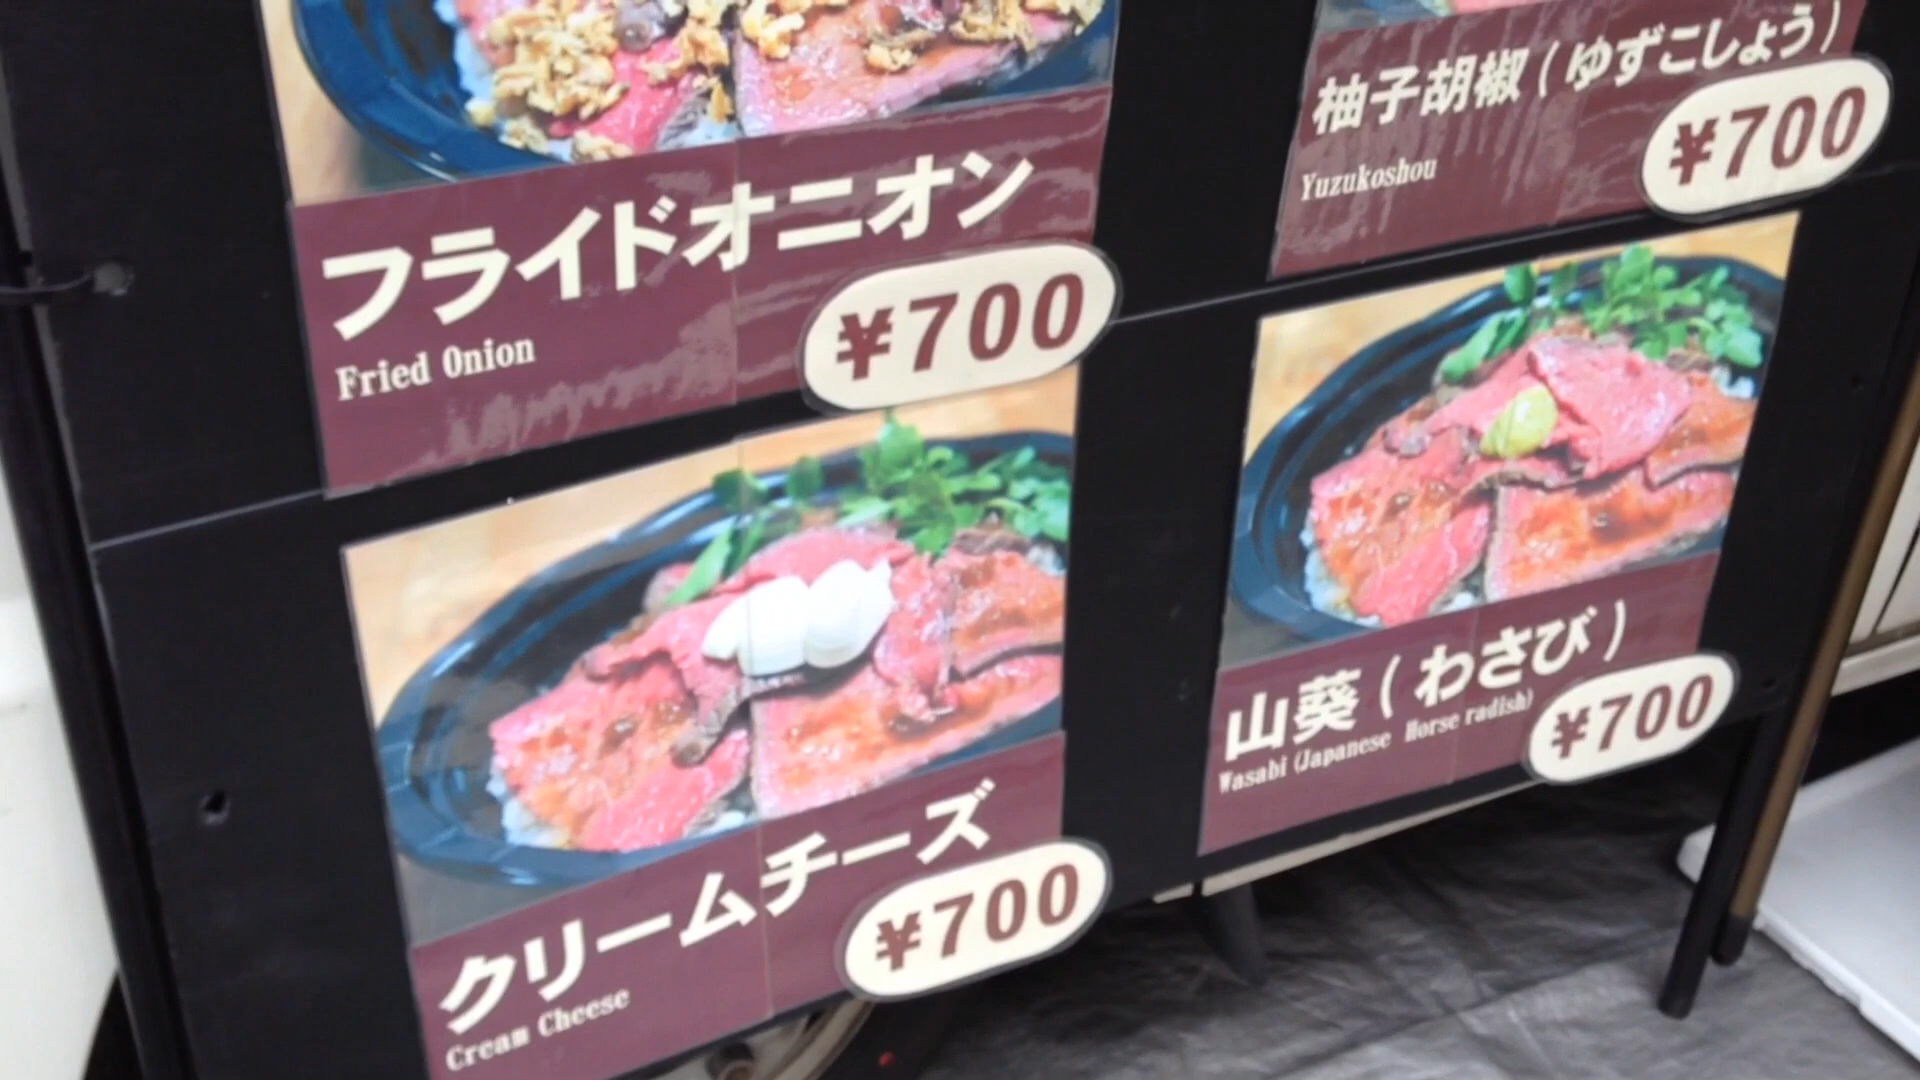 フライドオニオン
Fried Onion
¥700
柚子胡椒(ゆずこしょう)
Yuzukoshou
¥700
クリームチーズ
Cream Cheese
¥700
山葵(わさび)
Wasabi(Japanese Horse radish)
¥700